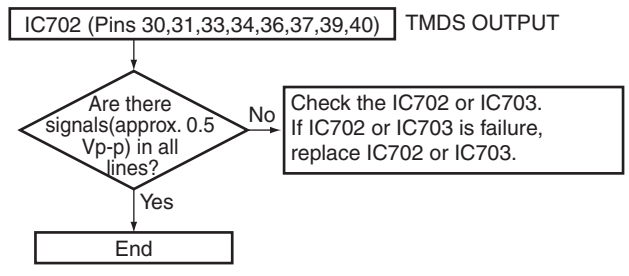 IC702 (Pins 30,31,33,34,36,37,39,40) TMDS OUTPUT
Are there
signals(approx. 0.5
Vp-p) in all
lines?
No
Check the IC702 or IC703.
If IC702 or IC703 is failure,
replace IC702 or IC703.
Yes
End